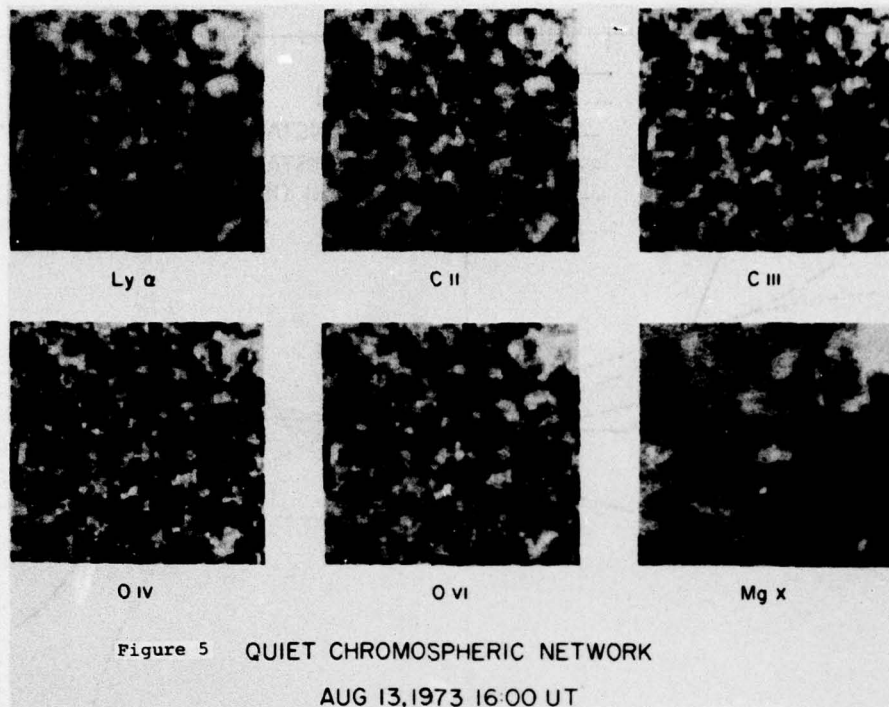 Ly α
C II
C III
O IV
O VI
Mg X
Figure 5 QUIET CHROMOSPHERIC NETWORK
AUG 13, 1973 16:00 UT